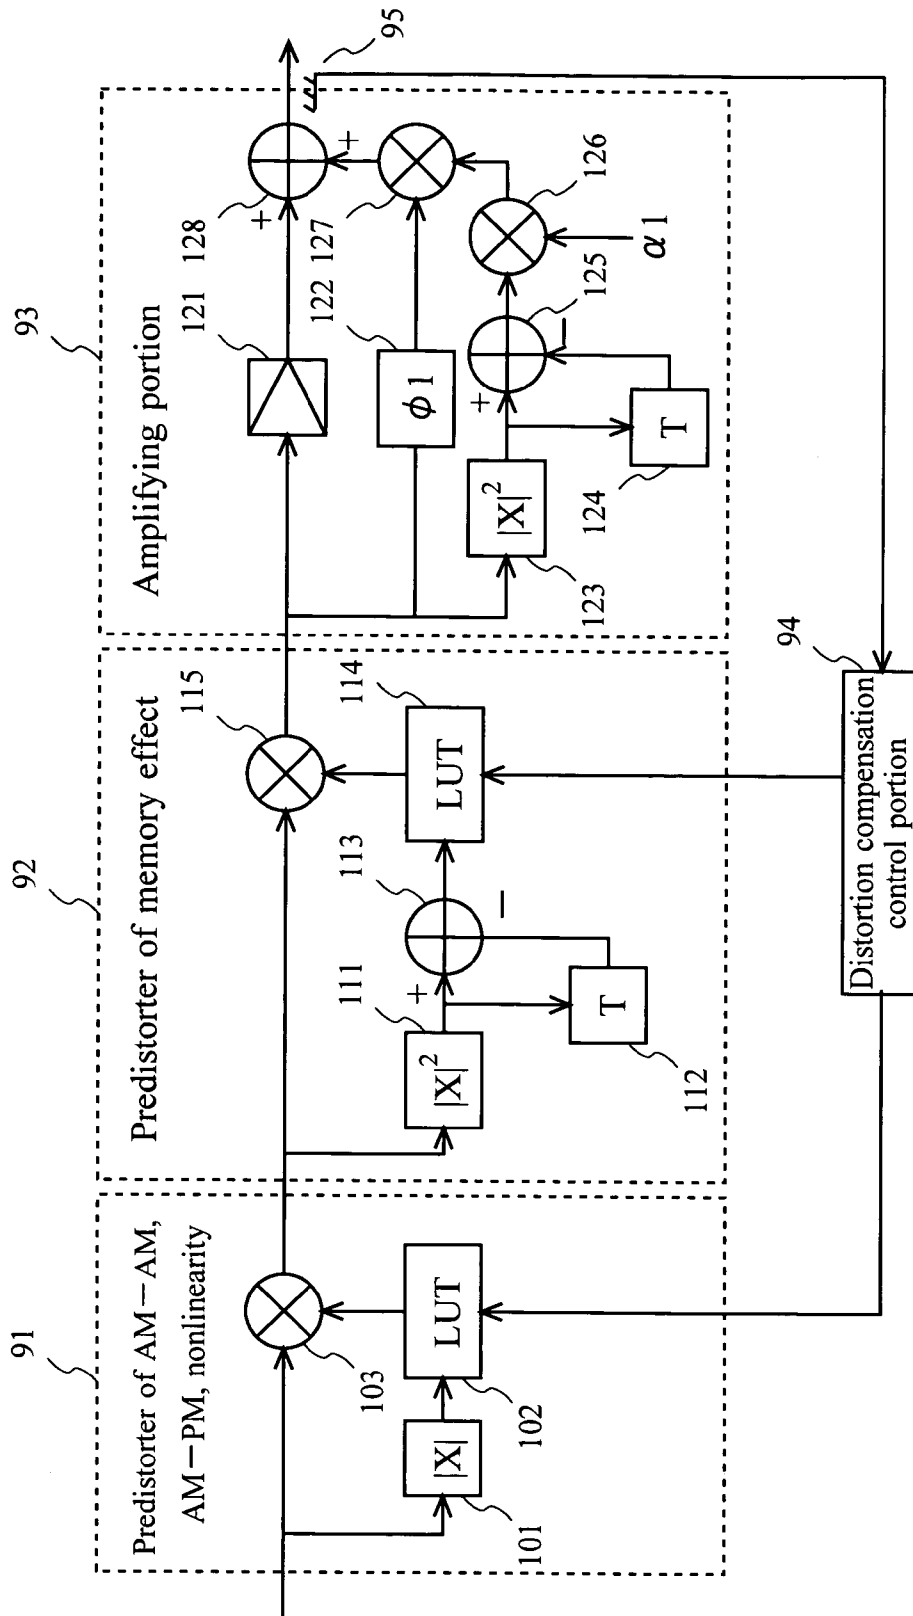 91
Predistorter of AM－AM,
AM－PM, nonlinearity
103
|X|
LUT
101
102
92
Predistorter of memory effect
115
111
113
114
|X|²
+
−
LUT
T
112
93
Amplifying portion
121
128
+
+
95
122
ϕ1
127
|X|²
123
+
−
125
126
α1
T
124
94
Distortion compensation
control portion